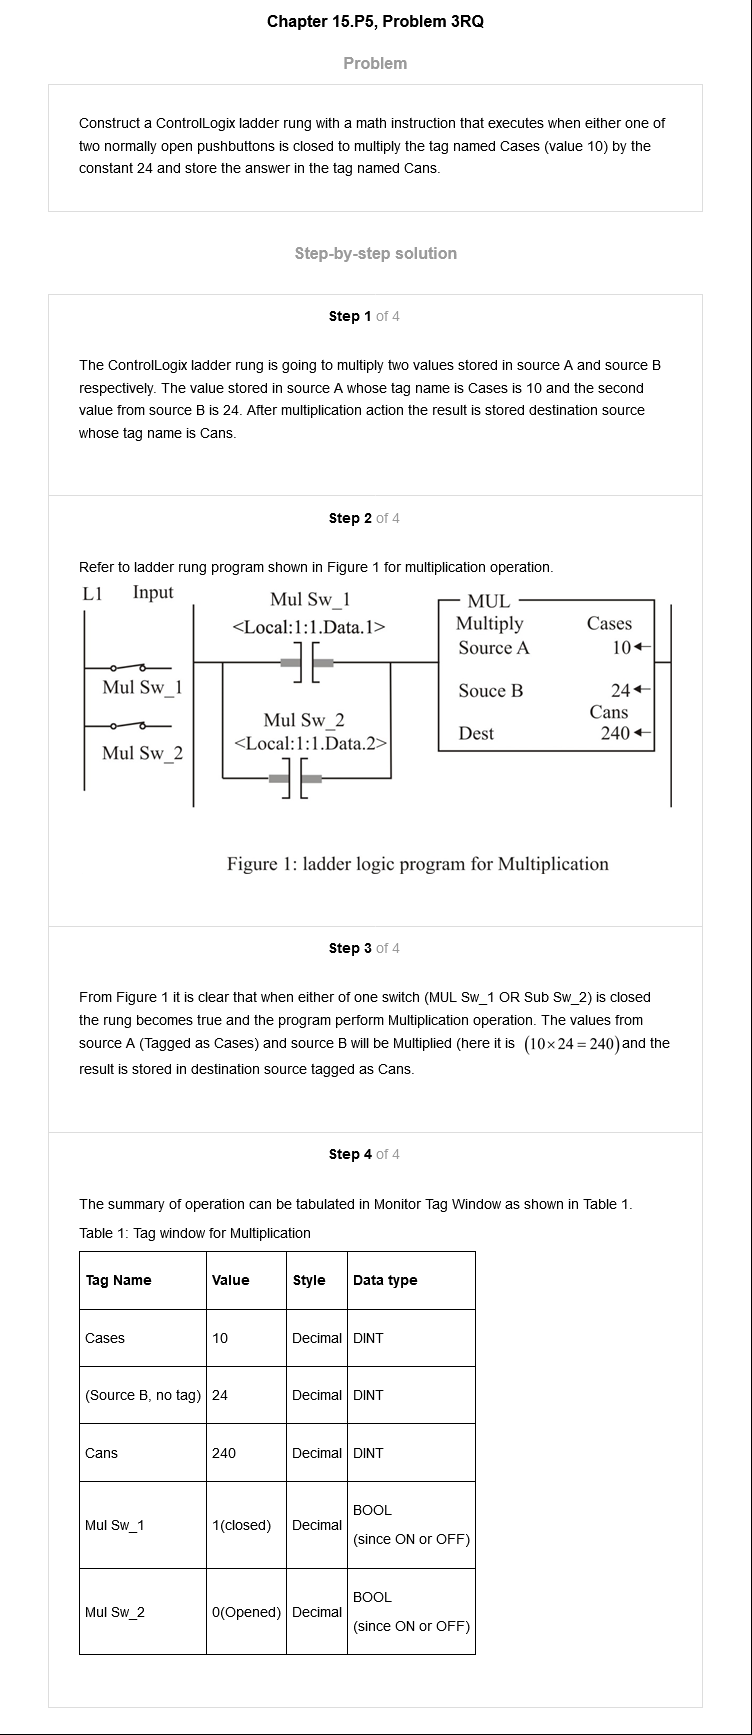 Chapter 15.P5, Problem 3RQ
Problem
Construct a ControlLogix ladder rung with a math instruction that executes when either one of
two normally open pushbuttons is closed to multiply the tag named Cases (value 10) by the
constant 24 and store the answer in the tag named Cans.
Step-by-step solution
Step 1 of 4
The ControlLogix ladder rung is going to multiply two values stored in source A and source B
respectively. The value stored in source A whose tag name is Cases is 10 and the second
value from source B is 24. After multiplication action the result is stored destination source
whose tag name is Cans.
Step 2 of 4
Refer to ladder rung program shown in Figure 1 for multiplication operation.
L1 Input
Mul Sw_1
<Local:1:1.Data.1>
Mul Sw_1
Mul Sw_2
Mul Sw_2
<Local:1:1.Data.2>
MUL
Multiply Cases
Source A 10
Souce B 24
Cans
Dest 240
Figure 1: ladder logic program for Multiplication
Step 3 of 4
From Figure 1 it is clear that when either of one switch (MUL Sw_1 OR Sub Sw_2) is closed
the rung becomes true and the program perform Multiplication operation. The values from
source A (Tagged as Cases) and source B will be Multiplied (here it is (10×24=240) and the
result is stored in destination source tagged as Cans.
Step 4 of 4
The summary of operation can be tabulated in Monitor Tag Window as shown in Table 1.
Table 1: Tag window for Multiplication
Tag Name Value Style Data type
Cases 10 Decimal DINT
(Source B, no tag) 24 Decimal DINT
Cans 240 Decimal DINT
Mul Sw_1 1(closed) Decimal BOOL
(since ON or OFF)
Mul Sw_2 0(Opened) Decimal BOOL
(since ON or OFF)